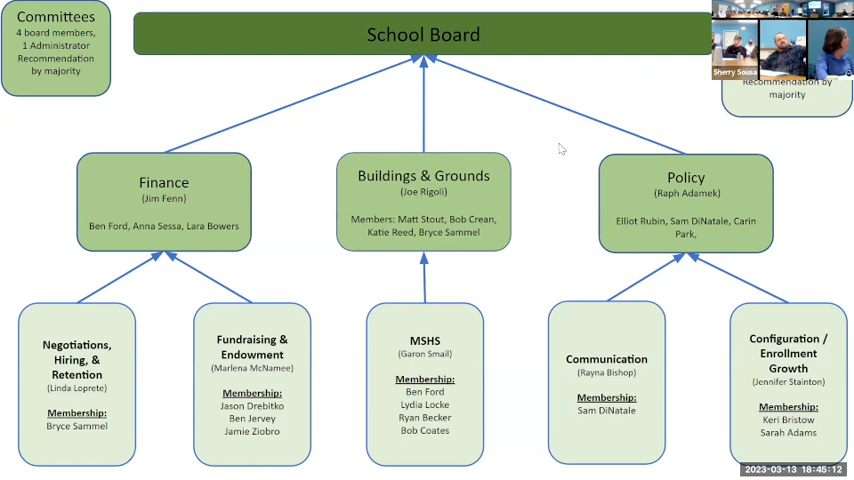 Committees
4 board members,
1 Administrator
Recommendation
by majority
School Board
Sherry Sousa
Recommendation by
majority
Finance
(Jim Fenn)
Ben Ford, Anna Sessa, Lara Bowers
Buildings & Grounds
(Joe Rigoli)
Members: Matt Stout, Bob Crean,
Katie Reed, Bryce Sammel
Policy
(Raph Adamek)
Elliot Rubin, Sam DiNatale, Carin
Park,
Negotiations,
Hiring, &
Retention
(Linda Loprete)
Membership:
Bryce Sammel
Fundraising &
Endowment
(Marlena McNamee)
Membership:
Jason Drebitko
Ben Jervey
Jamie Ziobro
MSHS
(Garon Smail)
Membership:
Ben Ford
Lydia Locke
Ryan Becker
Bob Coates
Communication
(Rayna Bishop)
Membership:
Sam DiNatale
Configuration /
Enrollment
Growth
(Jennifer Stainton)
Membership:
Keri Bristow
Sarah Adams
2023-03-13 18:45:12